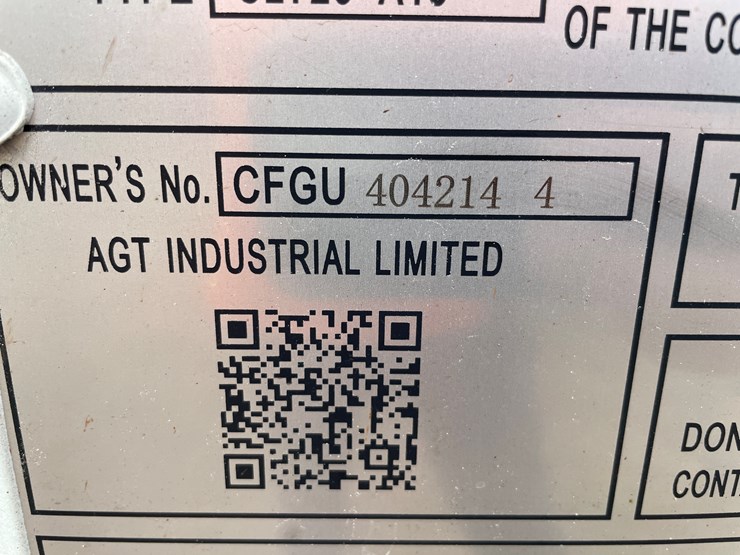 OF THE CO
OWNER'S No. CFGU 404214 4
AGT INDUSTRIAL LIMITED
T
DON
CONT